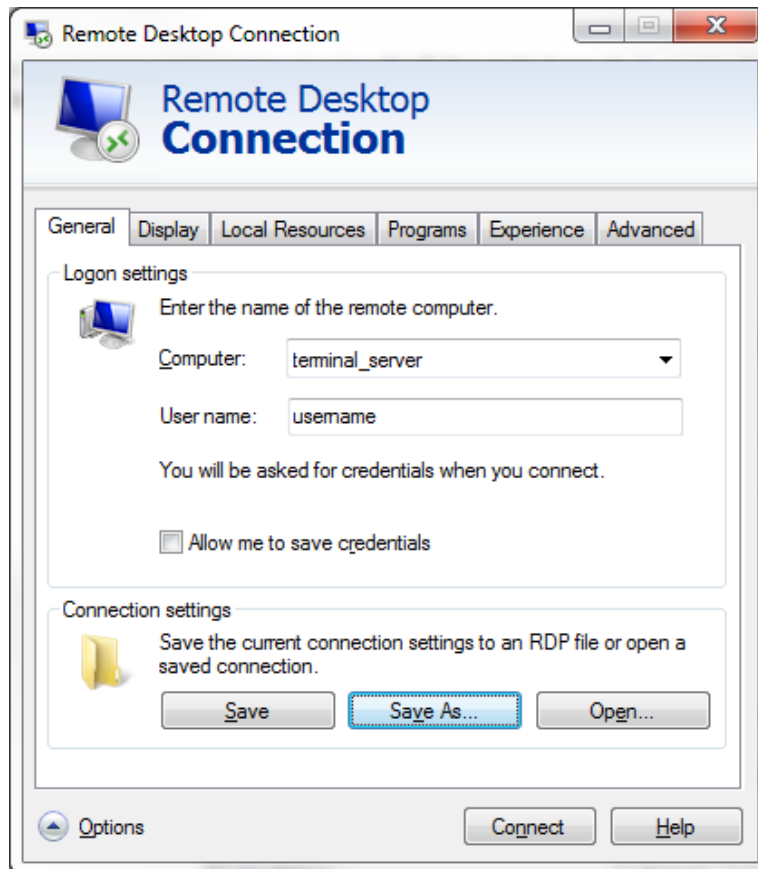 Remote Desktop Connection
Remote Desktop
Connection
General Display Local Resources Programs Experience Advanced
Logon settings
Enter the name of the remote computer.
Computer: terminal_server
User name: username
You will be asked for credentials when you connect.
Allow me to save credentials
Connection settings
Save the current connection settings to an RDP file or open a
saved connection.
Save Save As... Open...
Options Connect Help